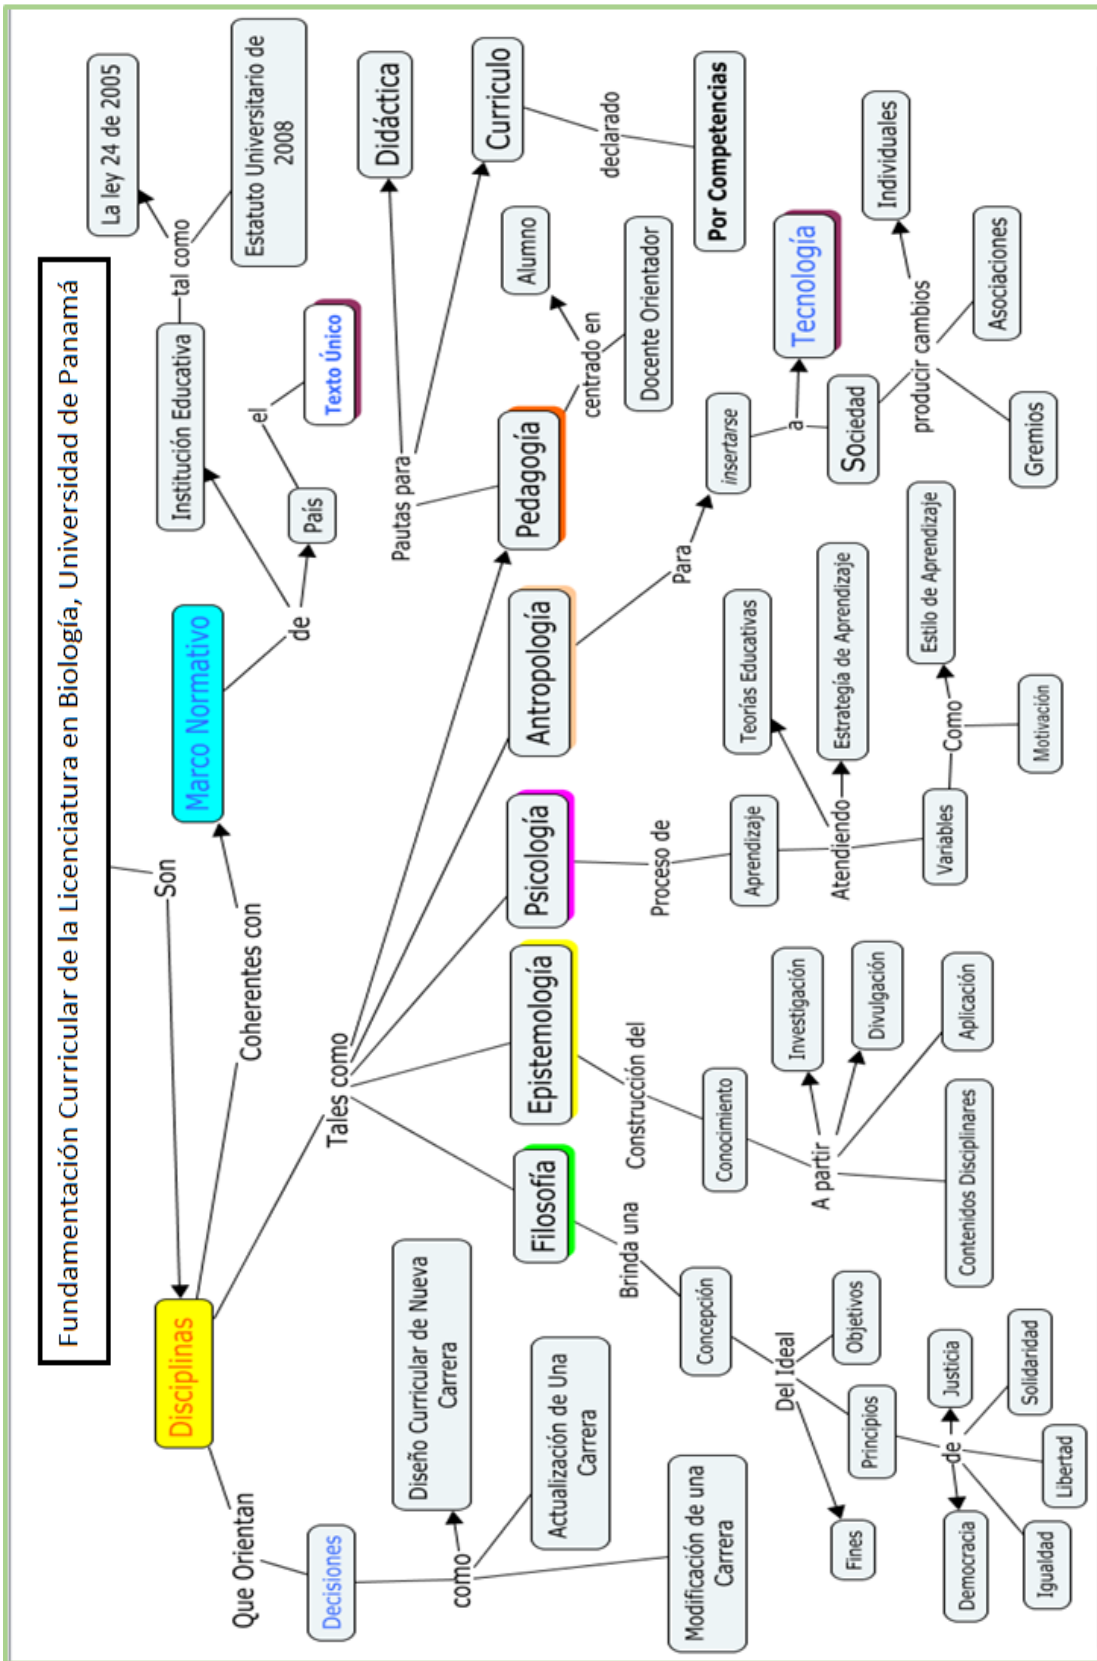 Fundamentación Curricular de la Licenciatura en Biología, Universidad de Panamá
Son
Disciplinas
Que Orientan
Decisiones
como
Diseño Curricular de Nueva
Carrera
Actualización de Una
Carrera
Modificación de una
Carrera
Coherentes con
Marco Normativo
de
Institución Educativa
tal como
La ley 24 de 2005
Estatuto Universitario de
2008
País
el
Texto Único
Tales como
Filosofía
Brinda una
Concepción
Del Ideal
Fines
Principios
Objetivos
de
Democracia
Justicia
Igualdad
Libertad
Solidaridad
Epistemología
Construcción del
Conocimiento
A partir
Investigación
Divulgación
Contenidos Disciplinares
Aplicación
Psicología
Proceso de
Aprendizaje
Atendiendo
Teorías Educativas
Estrategía de Aprendizaje
Variables
Como
Estilo de Aprendizaje
Motivación
Antropología
Para
insertarse
a
Tecnología
Sociedad
producir cambios
Individuales
Gremios
Asociaciones
Pedagogía
Pautas para
Didáctica
Curriculo
declarado
Por Competencias
centrado en
Alumno
Docente Orientador